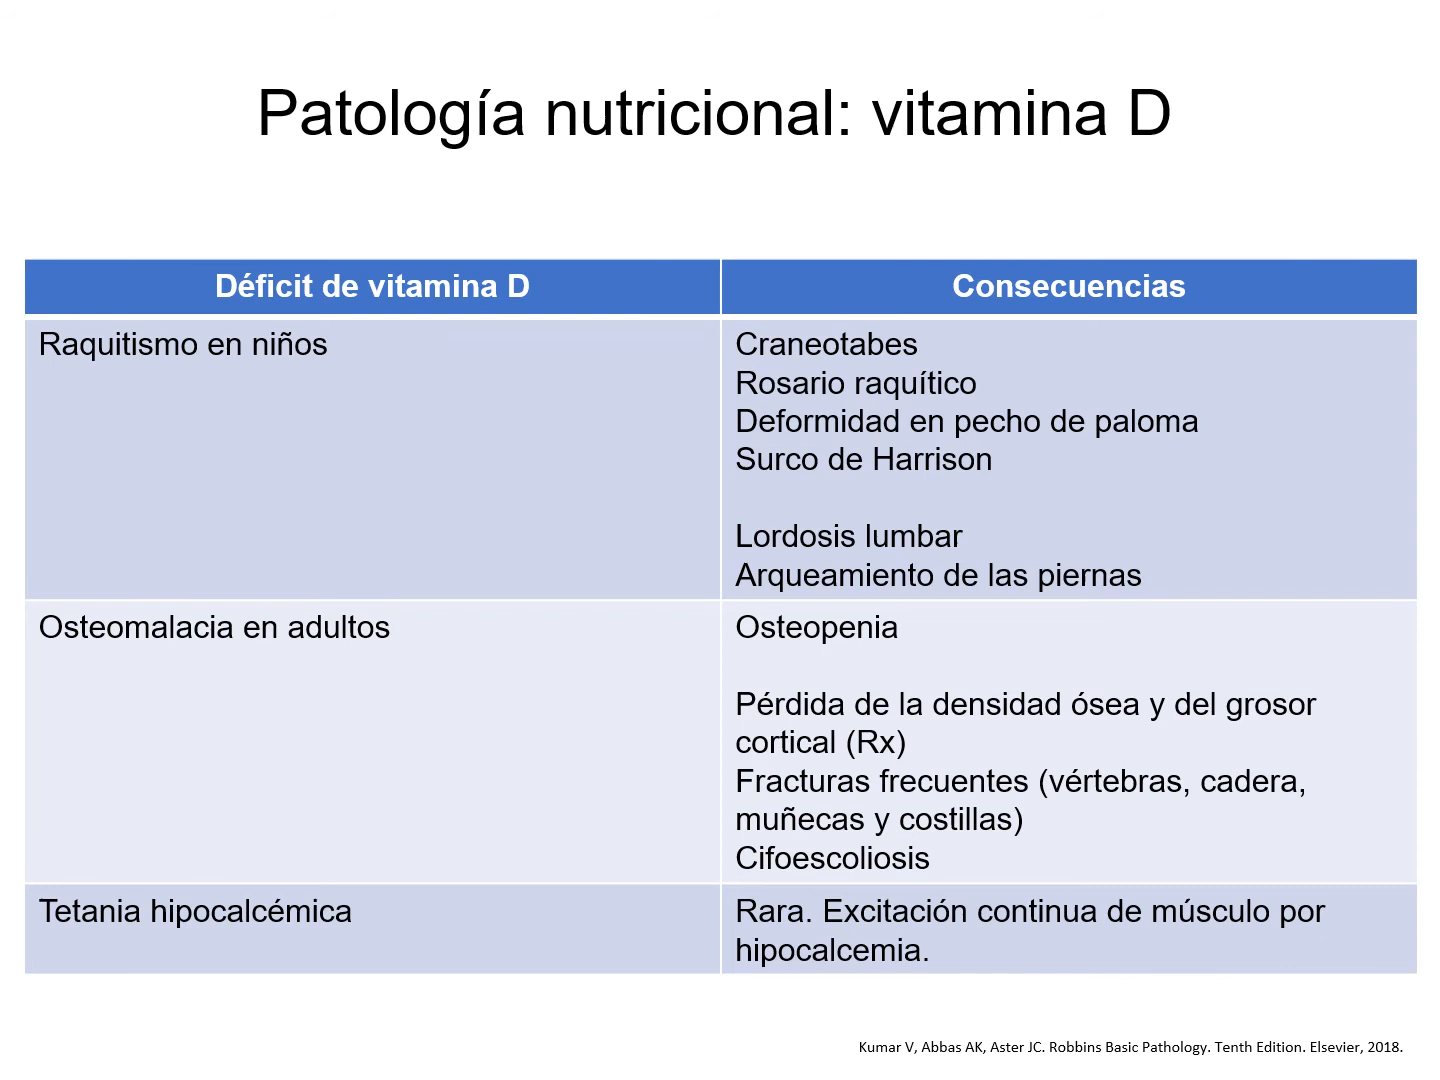 Patología nutricional: vitamina D
Déficit de vitamina D
Consecuencias
Raquitismo en niños
Craneotabes
Rosario raquítico
Deformidad en pecho de paloma
Surco de Harrison
Lordosis lumbar
Arqueamiento de las piernas
Osteomalacia en adultos
Osteopenia
Pérdida de la densidad ósea y del grosor
cortical (Rx)
Fracturas frecuentes (vértebras, cadera,
muñecas y costillas)
Cifoescoliosis
Tetania hipocalcémica
Rara. Excitación continua de músculo por
hipocalcemia.
Kumar V, Abbas AK, Aster JC. Robbins Basic Pathology. Tenth Edition. Elsevier, 2018.